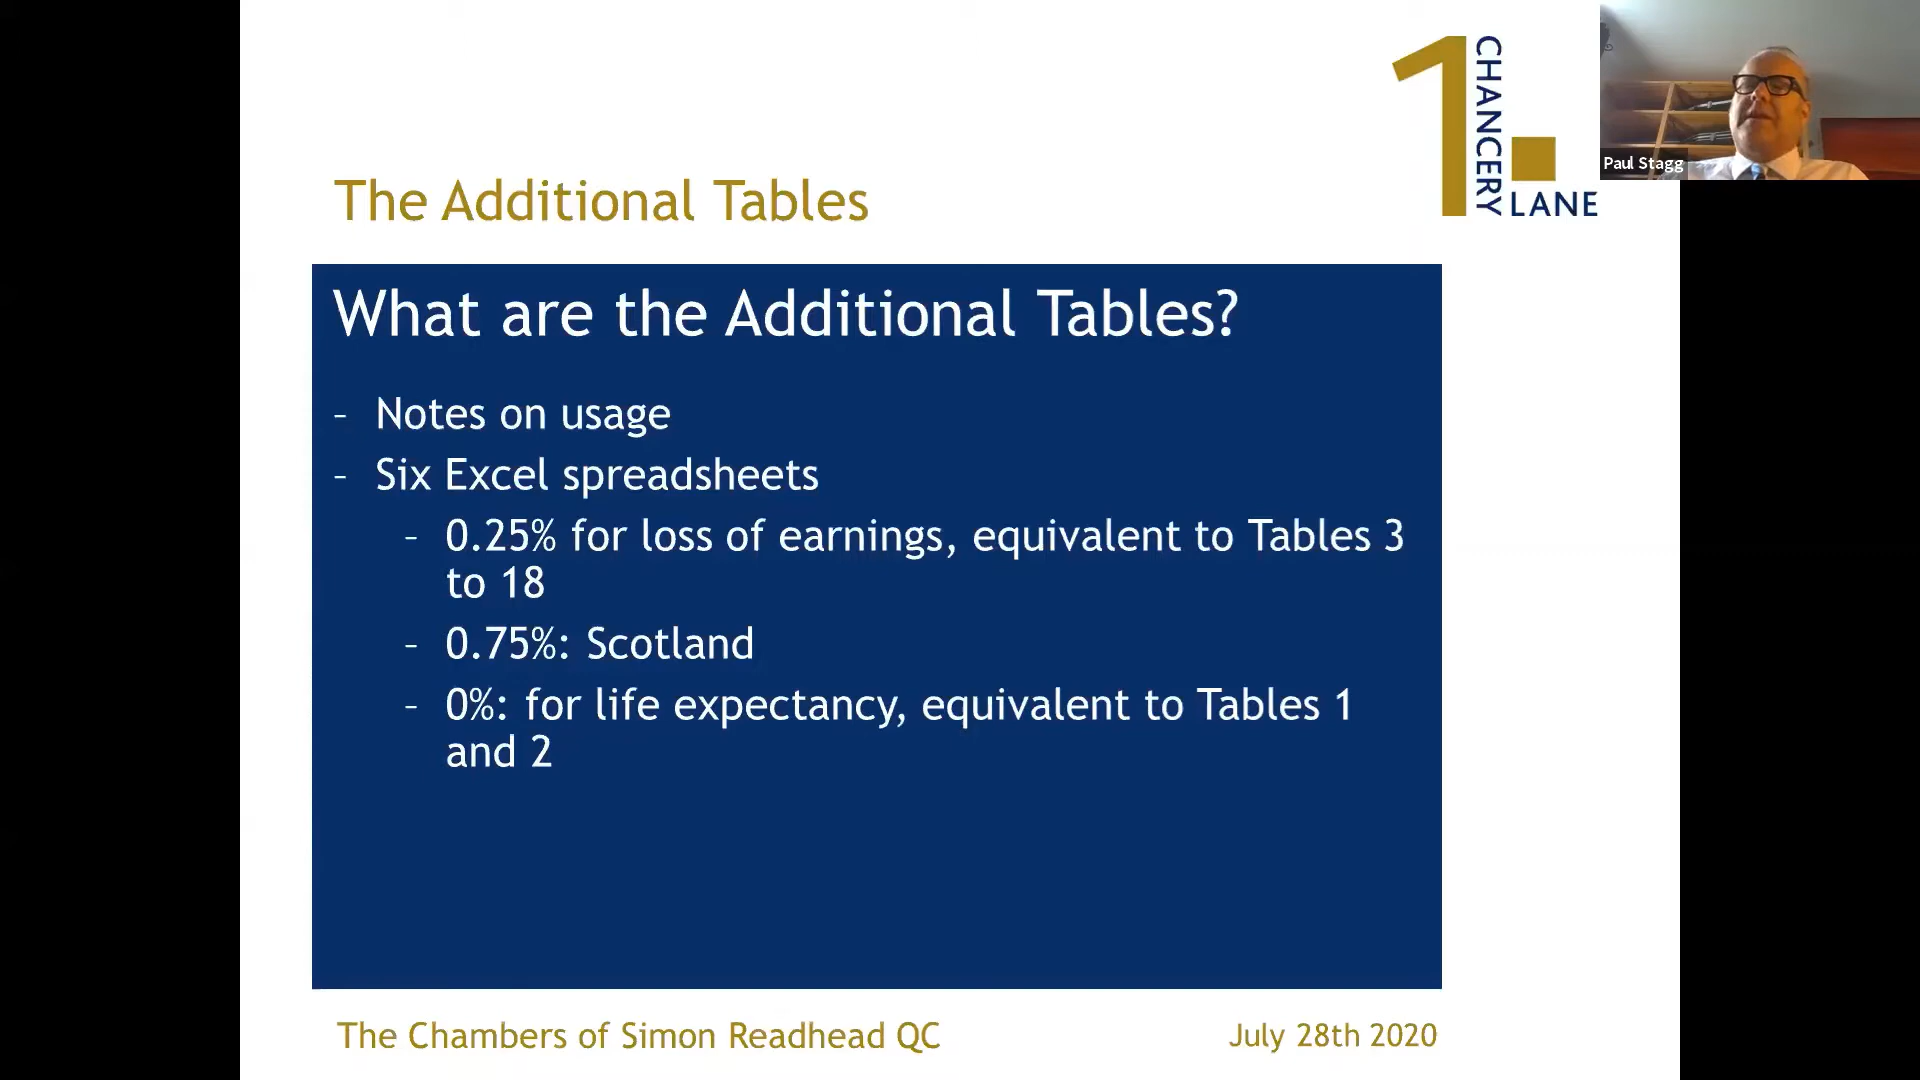 1 CHANCERY
LANE
Paul Stagg
The Additional Tables
What are the Additional Tables?
– Notes on usage
– Six Excel spreadsheets
– 0.25% for loss of earnings, equivalent to Tables 3
to 18
– 0.75%: Scotland
– 0%: for life expectancy, equivalent to Tables 1
and 2
The Chambers of Simon Readhead QC
July 28th 2020